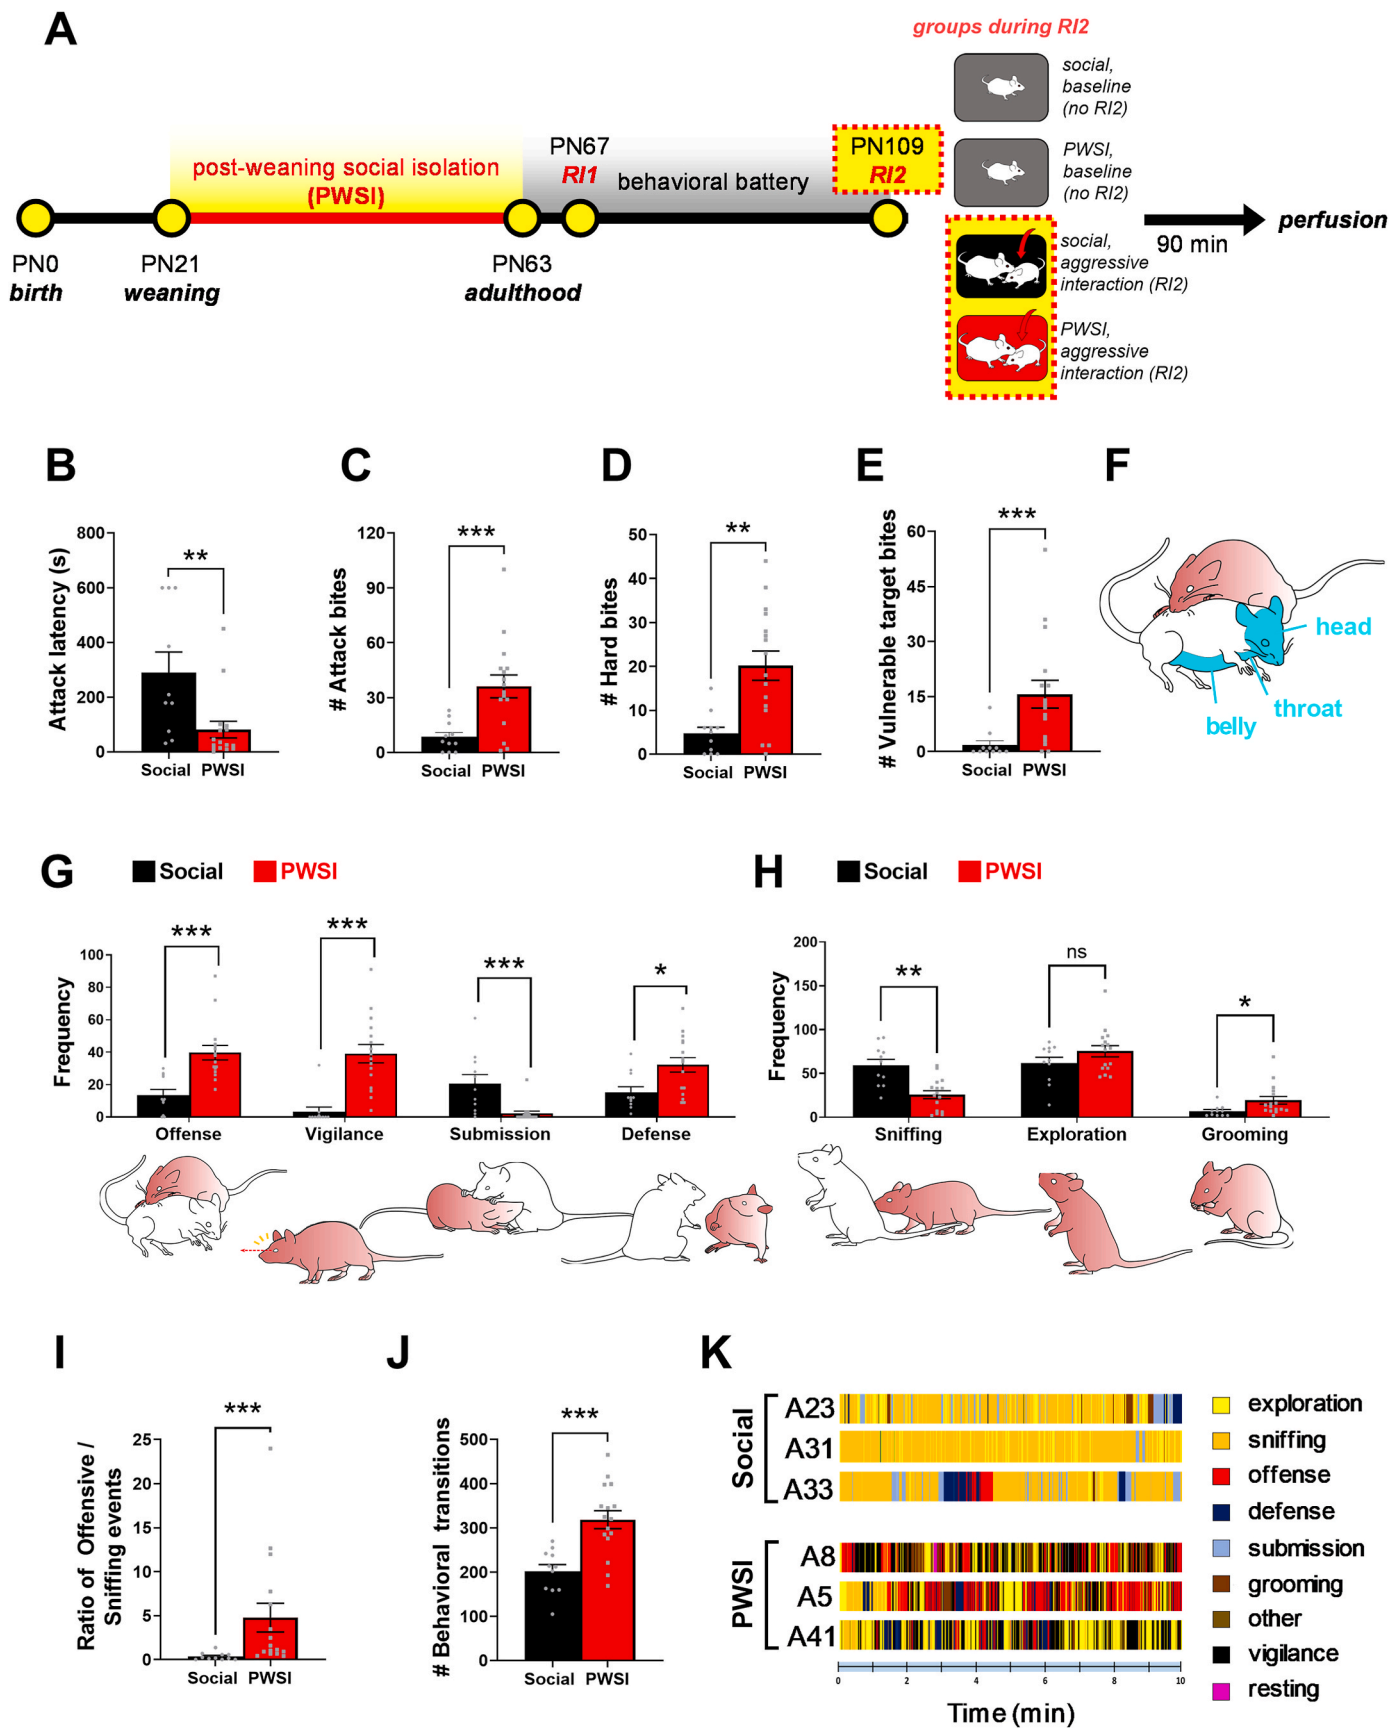 A
groups during RI2
social,
baseline
(no RI2)
PWSI,
baseline
(no RI2)
social,
aggressive
interaction (RI2)
PWSI,
aggressive
interaction (RI2)
90 min
perfusion
post-weaning social isolation
(PWSI)
PN67
RI1
behavioral battery
PN109
RI2
PN0
birth
PN21
weaning
PN63
adulthood
B
Attack latency (s)
800
600
400
200
0
**
Social PWSI
C
# Attack bites
120
90
60
30
0
***
Social PWSI
D
# Hard bites
50
40
30
20
10
0
**
Social PWSI
E
# Vulnerable target bites
60
45
30
15
0
***
Social PWSI
F
head
throat
belly
G
Social PWSI
Frequency
100
80
60
40
20
0
***
***
***
*
Offense Vigilance Submission Defense
H
Social PWSI
Frequency
200
150
100
50
0
**
ns
*
Sniffing Exploration Grooming
I
Ratio of Offensive /
Sniffing events
25
20
15
10
5
0
***
Social PWSI
J
# Behavioral transitions
500
400
300
200
100
0
***
Social PWSI
K
Social
A23
A31
A33
PWSI
A8
A5
A41
0 2 4 6 8 10
Time (min)
exploration
sniffing
offense
defense
submission
grooming
other
vigilance
resting